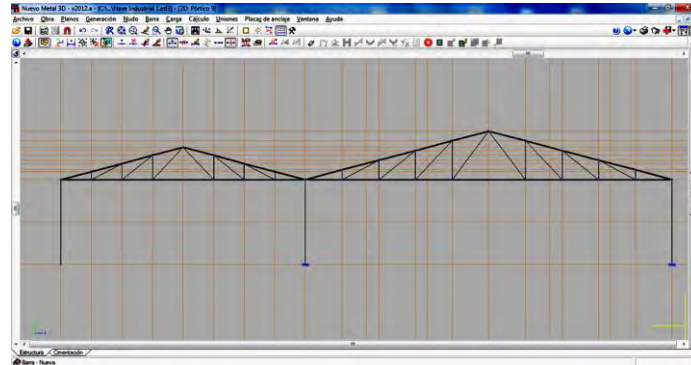 Nuevo Metal 3D - v2012.a - [C:\...\Nave Industrial 1.ed3] - [2D: Pórtico 9]
Archivo Obra Planos Generación Nudo Barra Carga Cálculo Uniones Placas de anclaje Ventana Ayuda
Estructura Cimentación
Barra - Nueva